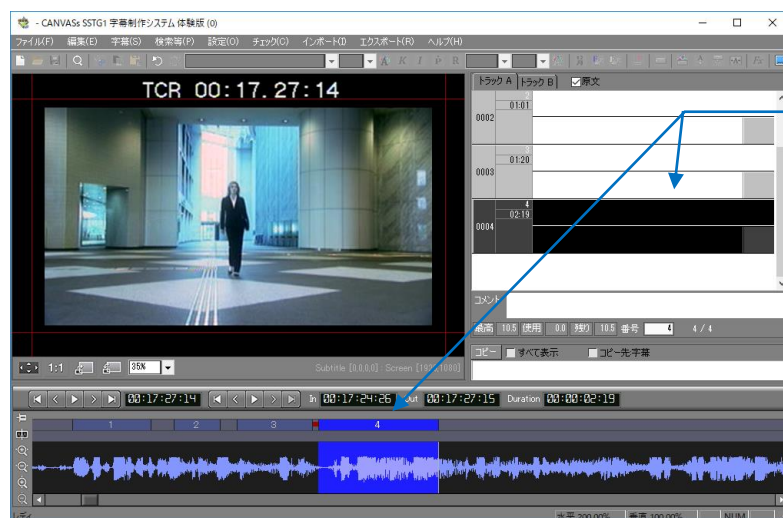 - CANVASs SSTG1 字幕制作システム 体験版 (0)
ファイル(F) 編集(E) 字幕(S) 検索等(P) 設定(O) チェック(C) インポート(I) エクスポート(R) ヘルプ(H)
TCR 00:17.27:14
トラック A トラック B 原文
2
01:01
0002
3
01:20
0003
4
02:19
0004
コメント
最高 10.5 使用 0.0 残り 10.5 番号 4 4 / 4
コピー すべて表示 コピー先字幕
1:1 35% Subtitle [0,0,0,0] : Screen [1920,1080]
00:17:27:14 In 00:17:24:26 Out 00:17:27:15 Duration 00:00:02:19
1 2 3 4
レディ 水平 200.00% 垂直 100.00% NUM